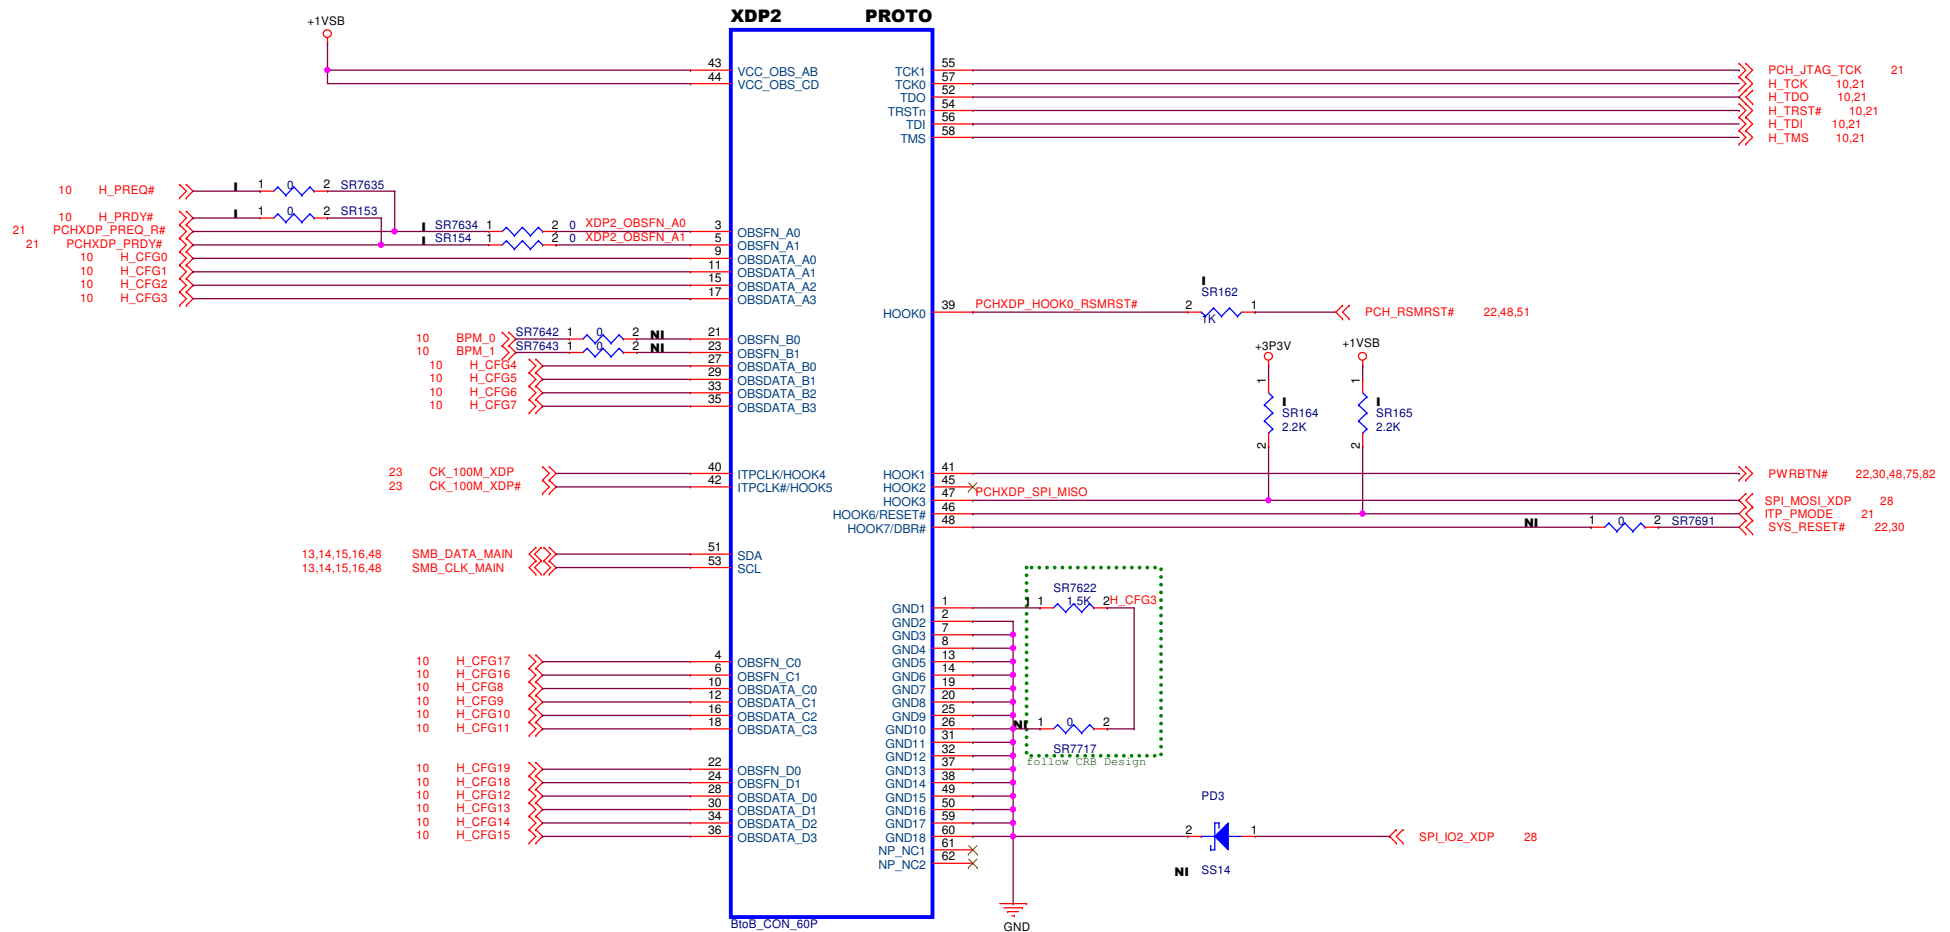 XDP2 PROTO
+1VSB
43 VCC_OBS_AB
44 VCC_OBS_CD
TCK1 55 PCH_JTAG_TCK 21
TCK0 57 H_TCK 10,21
TDO 52 H_TDO 10,21
TRSTn 54 H_TRST# 10,21
TDI 56 H_TDI 10,21
TMS 58 H_TMS 10,21
10 H_PREQ# I 1 0 2 SR7635
10 H_PRDY# I 1 0 2 SR153
21 PCHXDP_PREQ_R# I SR7634 1 2 0 XDP2_OBSFN_A0 3 OBSFN_A0
21 PCHXDP_PRDY# I SR154 1 2 0 XDP2_OBSFN_A1 5 OBSFN_A1
10 H_CFG0 9 OBSDATA_A0
10 H_CFG1 11 OBSDATA_A1
10 H_CFG2 15 OBSDATA_A2
10 H_CFG3 17 OBSDATA_A3
HOOK0 39 PCHXDP_HOOK0_RSMRST# 2 I SR162 1K 1 PCH_RSMRST# 22,48,51
10 BPM_0 SR7642 1 0 2 NI 21 OBSFN_B0
10 BPM_1 SR7643 1 0 2 NI 23 OBSFN_B1
10 H_CFG4 27 OBSDATA_B0
10 H_CFG5 29 OBSDATA_B1
10 H_CFG6 33 OBSDATA_B2
10 H_CFG7 35 OBSDATA_B3
+3P3V +1VSB
1 1
I I
SR164 SR165
2.2K 2.2K
2 2
23 CK_100M_XDP 40 ITPCLK/HOOK4
23 CK_100M_XDP# 42 ITPCLK#/HOOK5
HOOK1 41 PWRBTN# 22,30,48,75,82
HOOK2 45
HOOK3 47 PCHXDP_SPI_MISO SPI_MOSI_XDP 28
HOOK6/RESET# 46 ITP_PMODE 21
HOOK7/DBR# 48 NI 1 0 2 SR7691 SYS_RESET# 22,30
13,14,15,16,48 SMB_DATA_MAIN 51 SDA
13,14,15,16,48 SMB_CLK_MAIN 53 SCL
SR7622
GND1 1 I 1 1.5K 2 H_CFG3
GND2 2
GND3 7
GND4 8
GND5 13
GND6 14
GND7 19
GND8 20
GND9 25
GND10 26 NI 1 0 2
SR7717
GND11 31
GND12 32
follow CRB Design
GND13 37
GND14 38
GND15 49
GND16 50
GND17 59
GND18 60
NP_NC1 61
NP_NC2 62
10 H_CFG17 4 OBSFN_C0
10 H_CFG16 6 OBSFN_C1
10 H_CFG8 10 OBSDATA_C0
10 H_CFG9 12 OBSDATA_C1
10 H_CFG10 16 OBSDATA_C2
10 H_CFG11 18 OBSDATA_C3
10 H_CFG19 22 OBSFN_D0
10 H_CFG18 24 OBSFN_D1
10 H_CFG12 28 OBSDATA_D0
10 H_CFG13 30 OBSDATA_D1
10 H_CFG14 34 OBSDATA_D2
10 H_CFG15 36 OBSDATA_D3
PD3
2 1 SPI_IO2_XDP 28
NI SS14
BtoB_CON_60P
GND